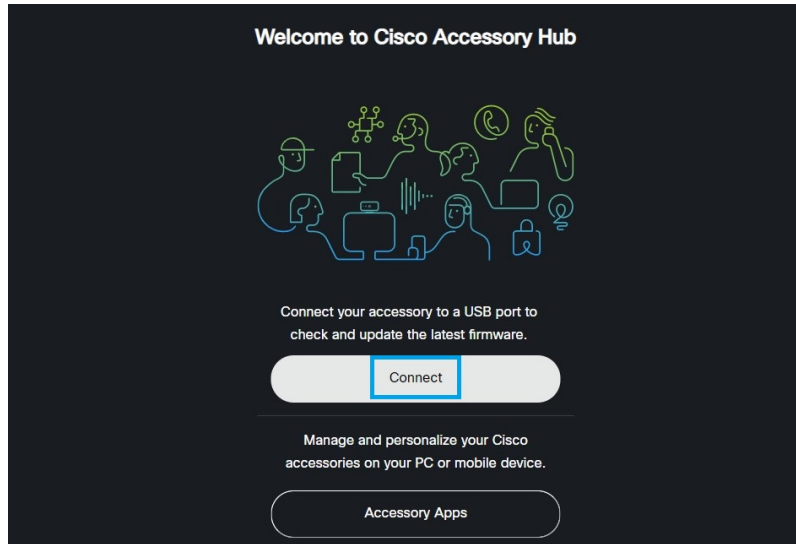 Welcome to Cisco Accessory Hub
Connect your accessory to a USB port to
check and update the latest firmware.
Connect
Manage and personalize your Cisco
accessories on your PC or mobile device.
Accessory Apps